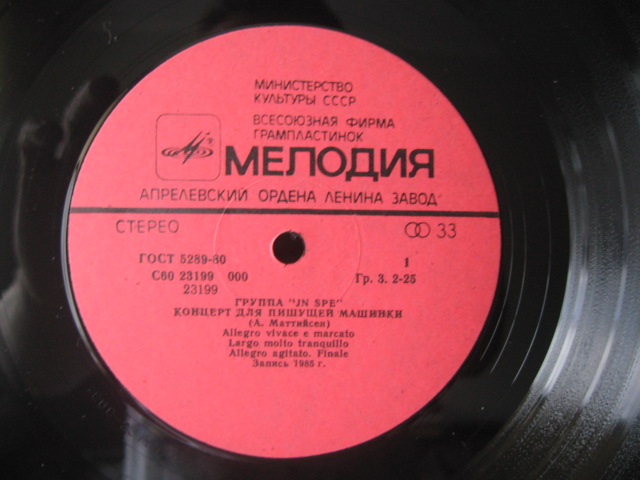 МИНИСТЕРСТВО
КУЛЬТУРЫ СССР
ВСЕСОЮЗНАЯ ФИРМА
ГРАМПЛАСТИНОК
МЕЛОДИЯ
АПРЕЛЕВСКИЙ ОРДЕНА ЛЕНИНА ЗАВОД
СТЕРЕО 33
ГОСТ 5289-80 1
С60 23199 000 Гр. 3. 2-25
23199
ГРУППА "JN SPE"
КОНЦЕРТ ДЛЯ ПИШУЩЕЙ МАШИНКИ
(А. Маттийсен)
Allegro vivace e marcato
Largo molto tranquillo
Allegro agitato. Finale
Запись 1985 г.